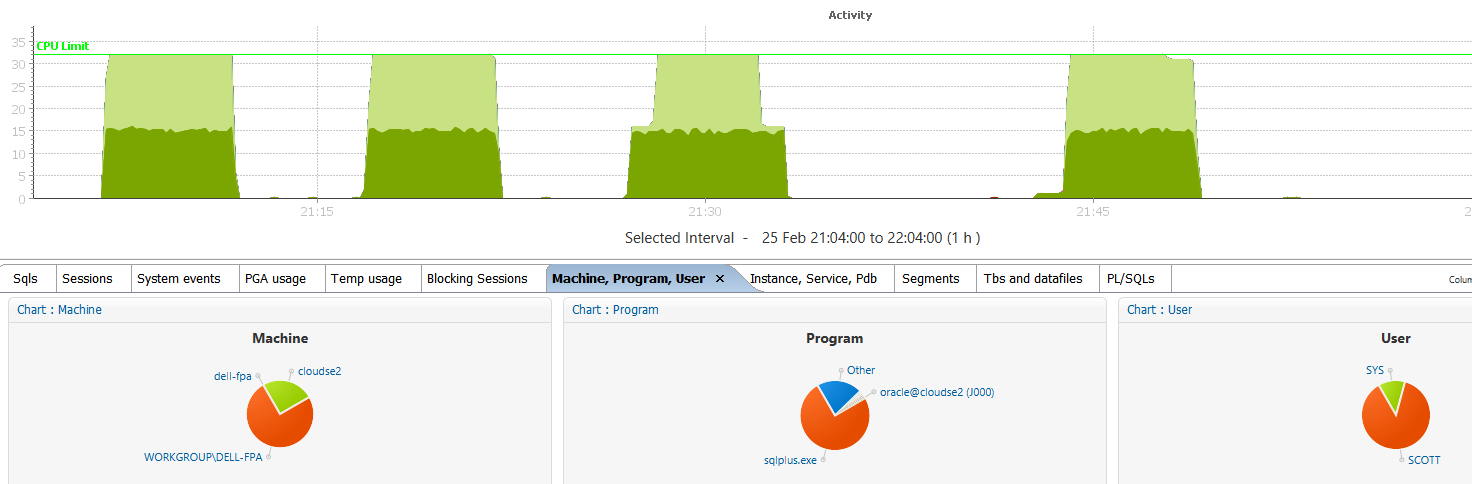 Activity
35
CPU Limit
30
25
20
15
10
5
0
21:15 21:30 21:45 2
Selected Interval - 25 Feb 21:04:00 to 22:04:00 (1 h )
Sqls Sessions System events PGA usage Temp usage Blocking Sessions Machine, Program, User × Instance, Service, Pdb Segments Tbs and datafiles PL/SQLs Colum
Chart : Machine Chart : Program Chart : User
Machine Program User
dell-fpa cloudse2 Other SYS
oracle@cloudse2 (J000)
WORKGROUP\DELL-FPA sqlplus.exe SCOTT